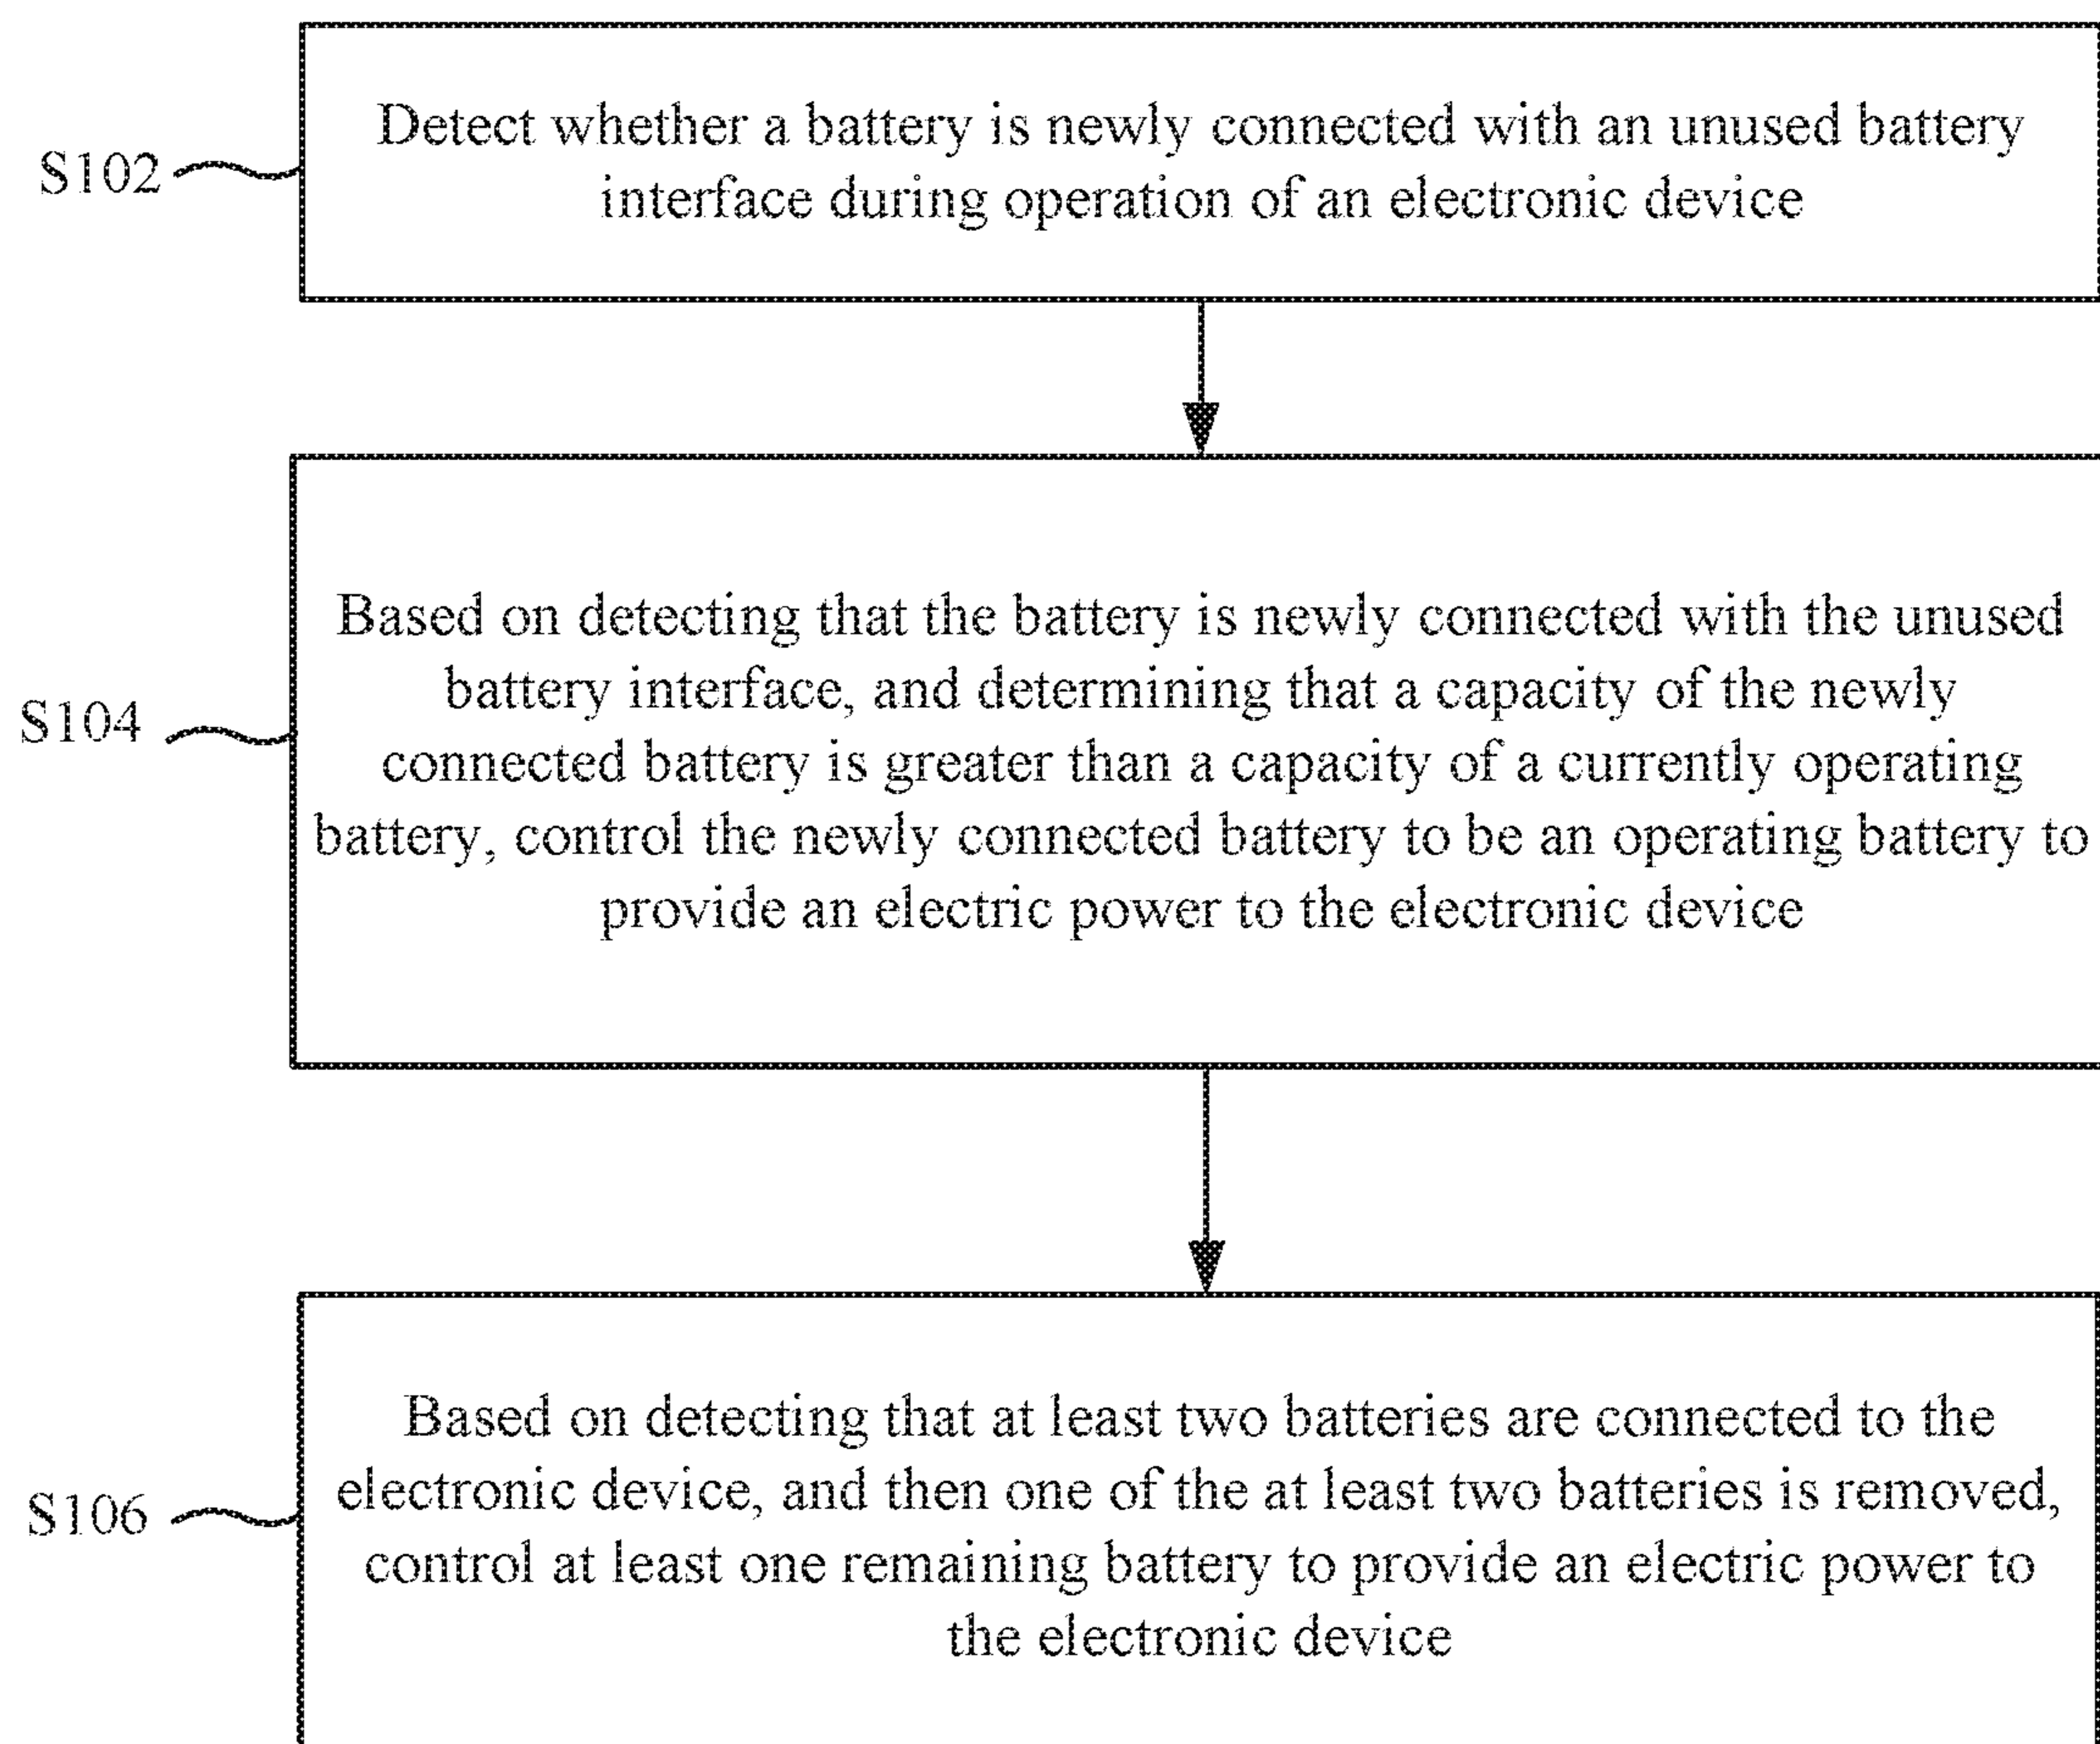 Detect whether a battery is newly connected with an unused battery
interface during operation of an electronic device
S102
Based on detecting that the battery is newly connected with the unused
battery interface, and determining that a capacity of the newly
connected battery is greater than a capacity of a currently operating
battery, control the newly connected battery to be an operating battery to
provide an electric power to the electronic device
S104
Based on detecting that at least two batteries are connected to the
electronic device, and then one of the at least two batteries is removed,
control at least one remaining battery to provide an electric power to
the electronic device
S106